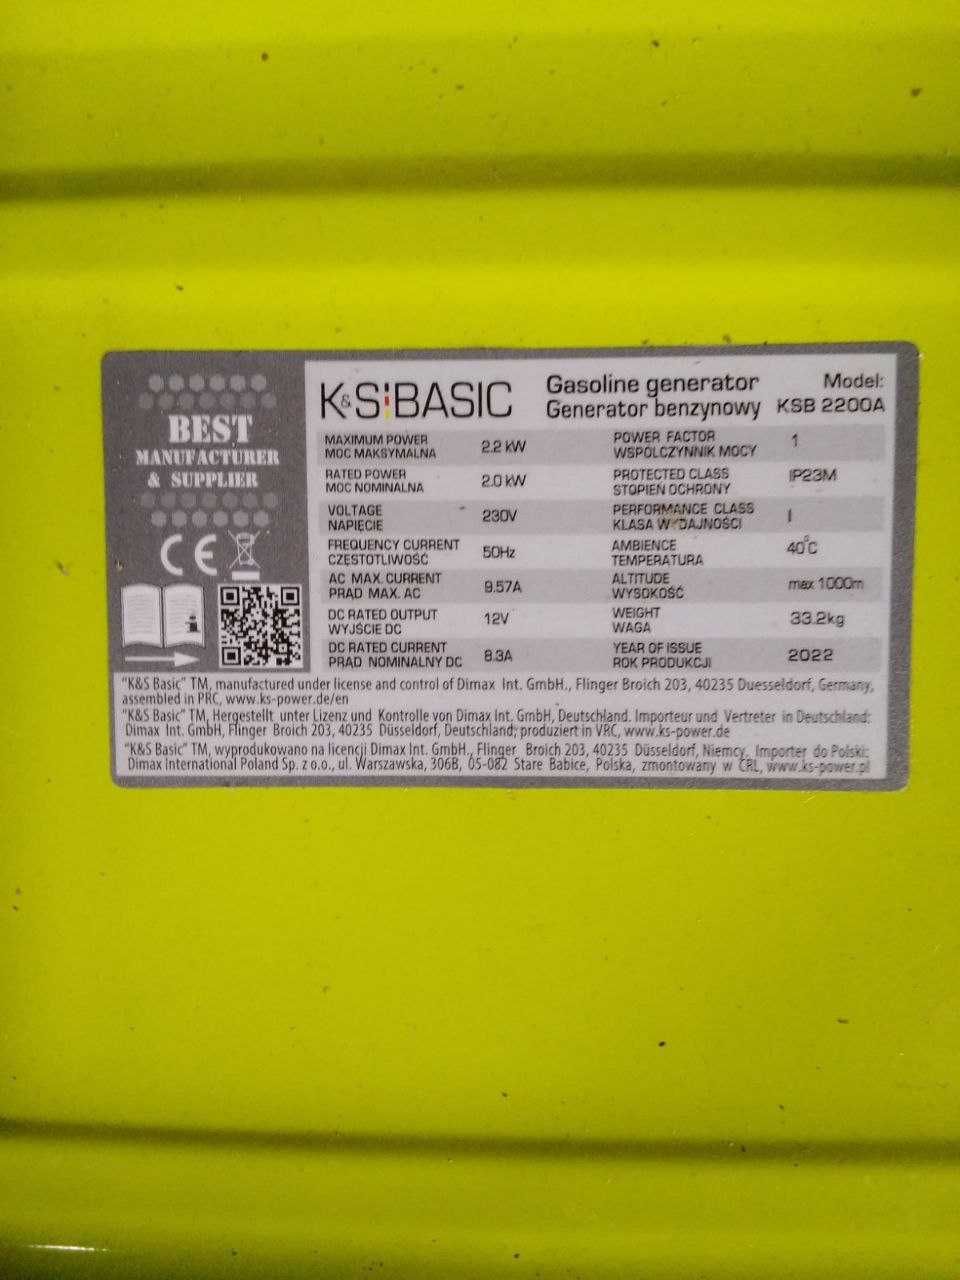 BEST
MANUFACTURER
& SUPPLIER
K&S BASIC
Gasoline generator
Generator benzynowy
Model:
KSB 2200A
MAXIMUM POWER
MOC MAKSYMALNA
2.2 kW
RATED POWER
MOC NOMINALNA
2.0 kW
VOLTAGE
NAPIĘCIE
230V
FREQUENCY CURRENT
CZĘSTOTLIWOŚĆ
50Hz
AC MAX. CURRENT
PRĄD MAX. AC
9.57A
DC RATED OUTPUT
WYJŚCIE DC
12V
DC RATED CURRENT
PRĄD NOMINALNY DC
8.3A
POWER FACTOR
WSPÓŁCZYNNIK MOCY
1
PROTECTED CLASS
STOPIEŃ OCHRONY
IP23M
PERFORMANCE CLASS
KLASA WYDAJNOŚCI
I
AMBIENCE
TEMPERATURA
40°C
ALTITUDE
WYSOKOŚĆ
max 1000m
WEIGHT
WAGA
33.2kg
YEAR OF ISSUE
ROK PRODUKCJI
2022
CE
"K&S Basic" TM, manufactured under license and control of Dimax Int. GmbH., Flinger Broich 203, 40235 Duesseldorf, Germany,
assembled in PRC, www.ks-power.de/en
"K&S Basic" TM, Hergestellt unter Lizenz und Kontrolle von Dimax Int. GmbH, Deutschland. Importeur und Vertreter in Deutschland:
Dimax Int. GmbH, Flinger Broich 203, 40235 Düsseldorf, Deutschland; produziert in VRC, www.ks-power.de
"K&S Basic" TM, wyprodukowano na licencji Dimax Int. GmbH., Flinger Broich 203, 40235 Düsseldorf, Niemcy, Importer do Polski:
Dimax International Poland Sp. z o.o., ul. Warszawska, 306B, 05-082 Stare Babice, Polska, zmontowany w CRL, www.ks-power.pl